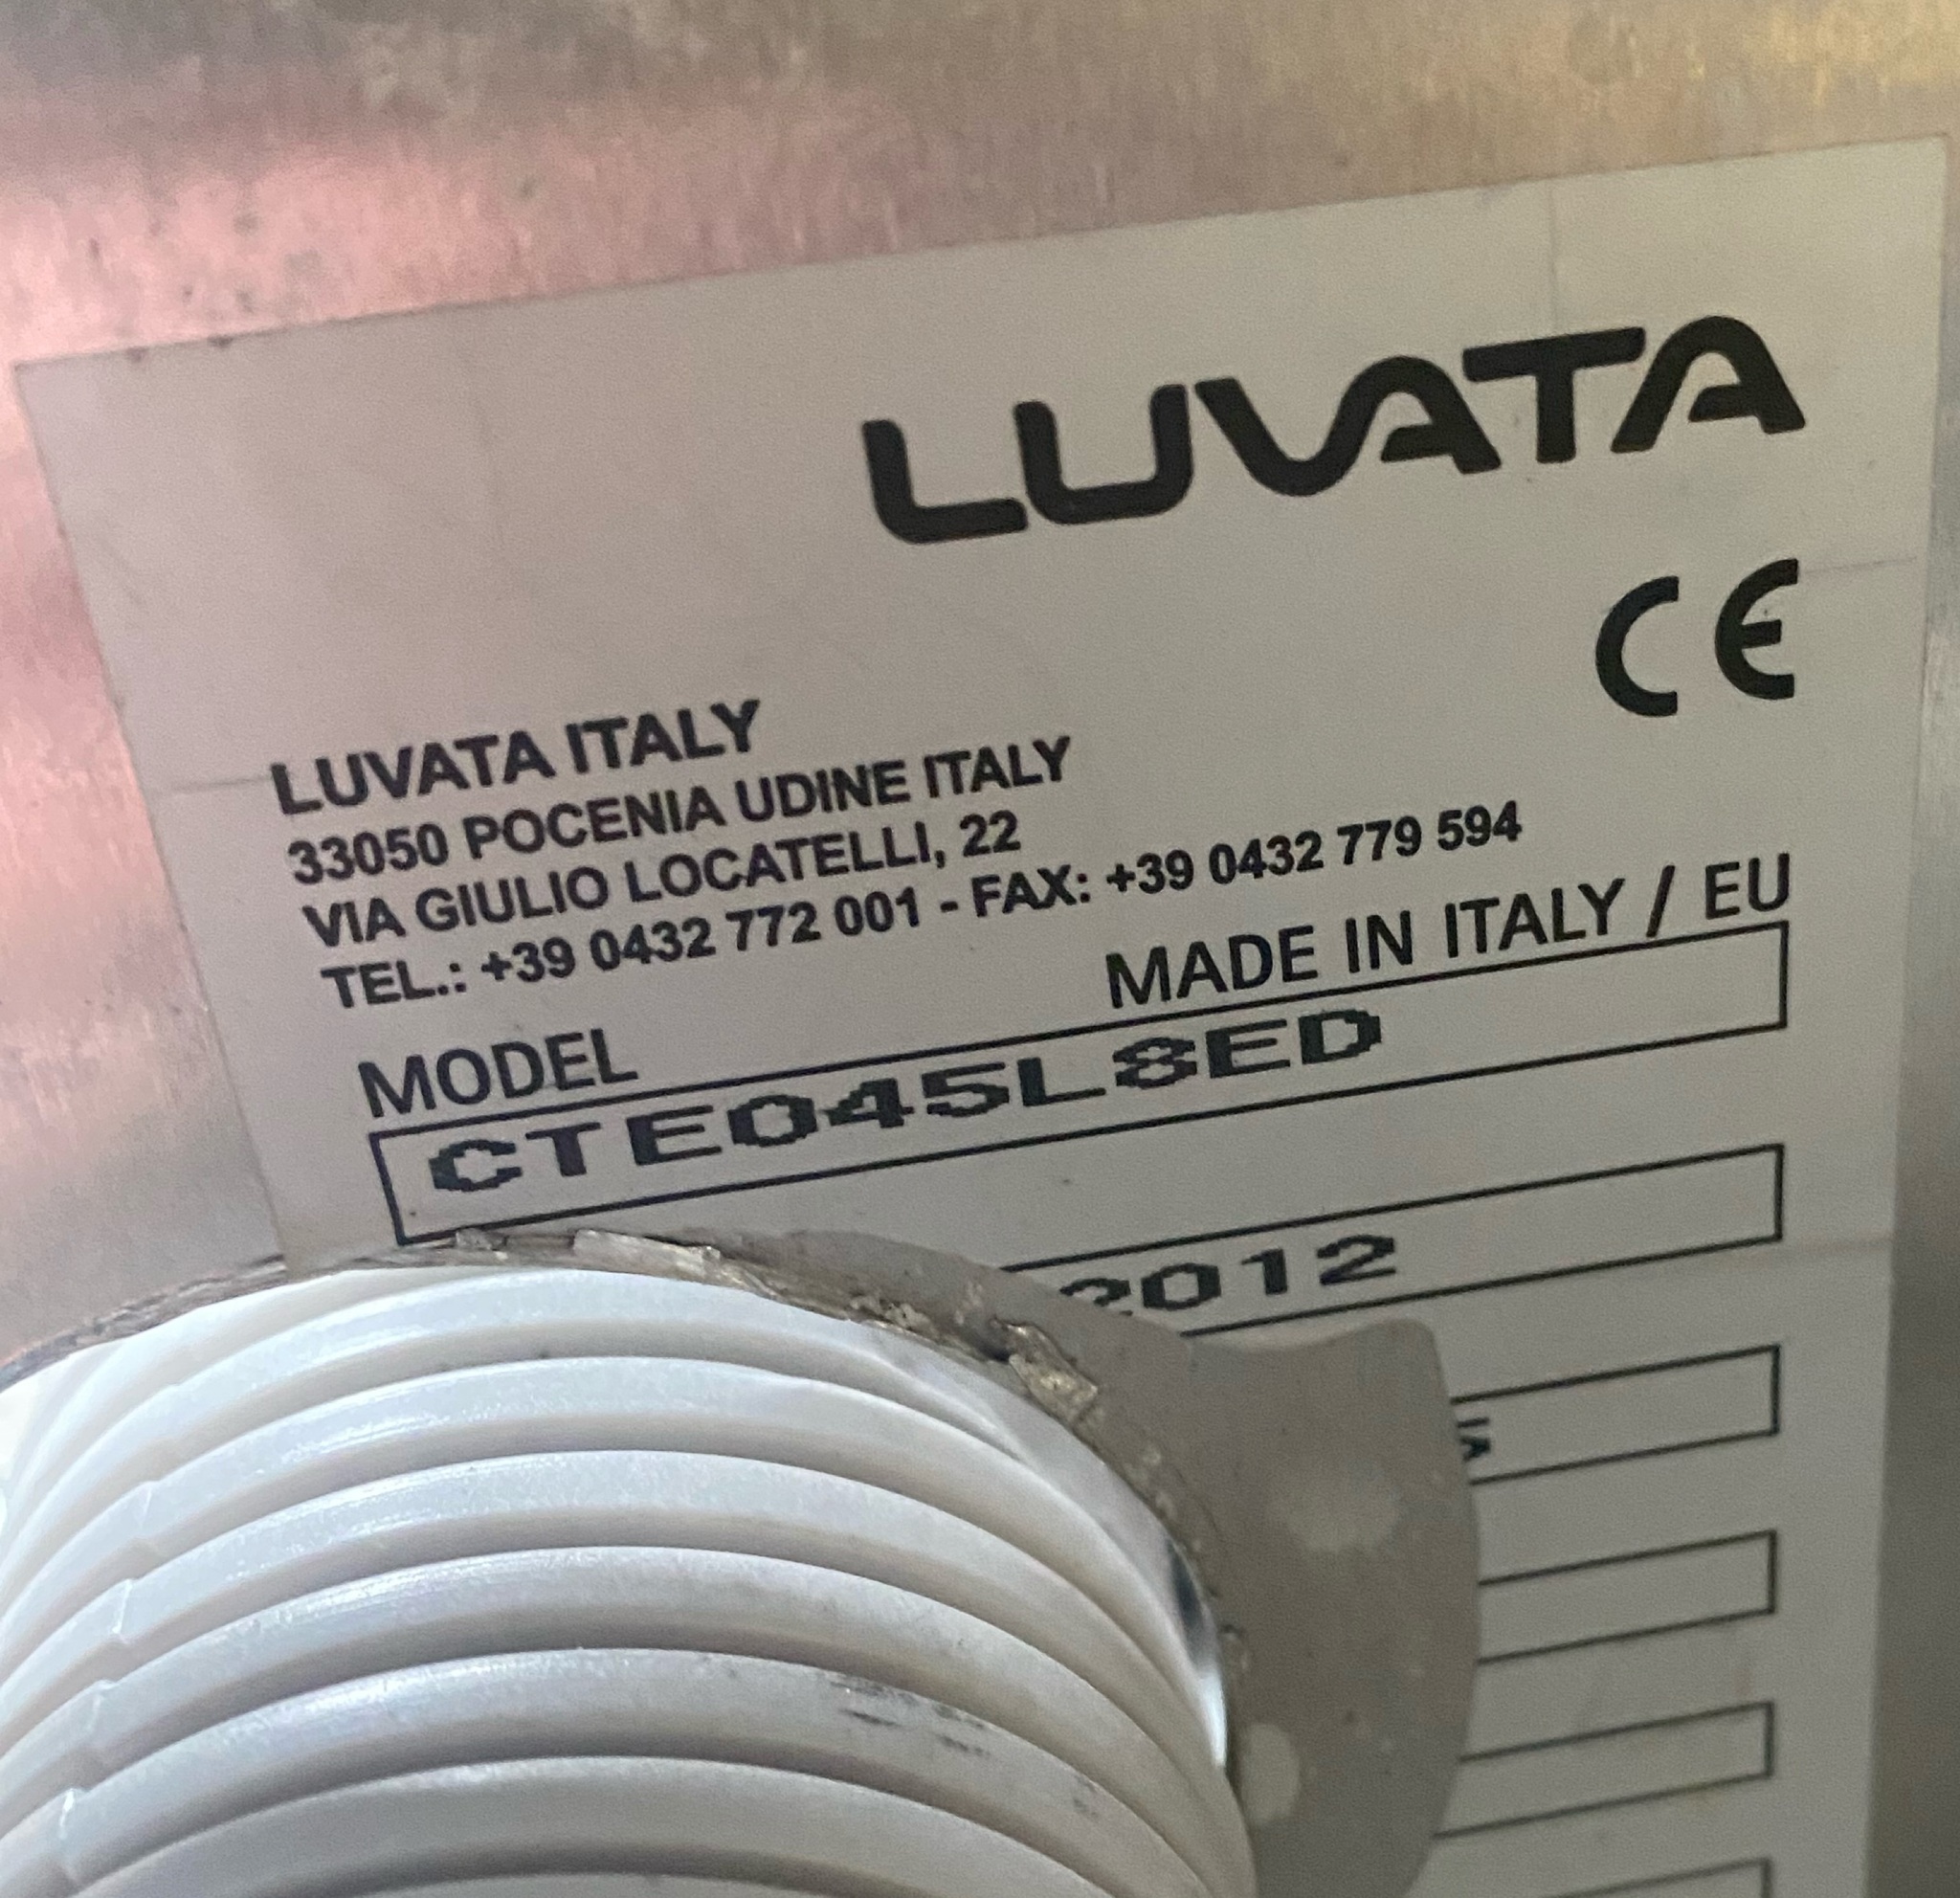 LUVATA
CE
LUVATA ITALY
33050 POCENIA UDINE ITALY
VIA GIULIO LOCATELLI, 22
TEL.: +39 0432 772 001 - FAX: +39 0432 779 594
MADE IN ITALY / EU
MODEL
CTE045L8ED
2012